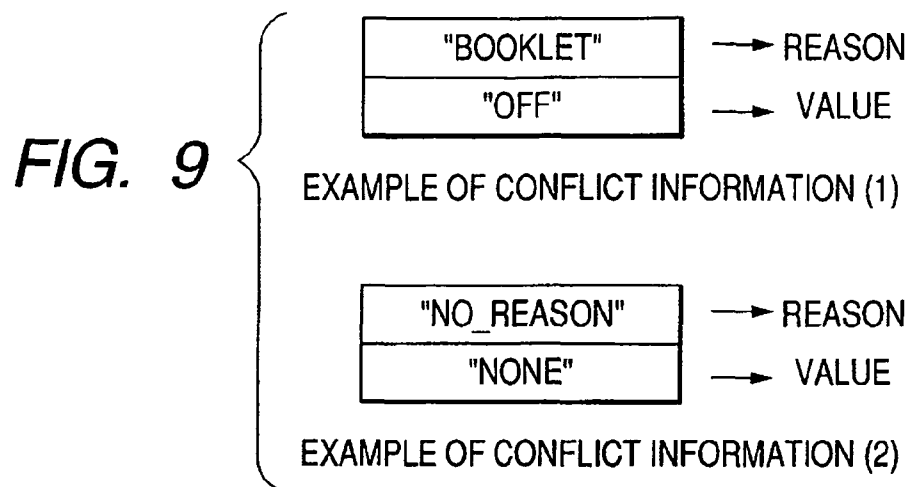 FIG. 9
"BOOKLET" → REASON
"OFF" → VALUE
EXAMPLE OF CONFLICT INFORMATION (1)
"NO_REASON" → REASON
"NONE" → VALUE
EXAMPLE OF CONFLICT INFORMATION (2)